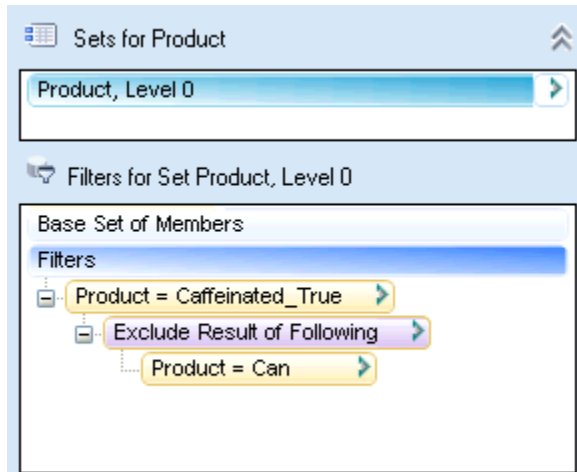 Sets for Product
Product, Level 0
Filters for Set Product, Level 0
Base Set of Members
Filters
Product = Caffeinated_True
Exclude Result of Following
Product = Can